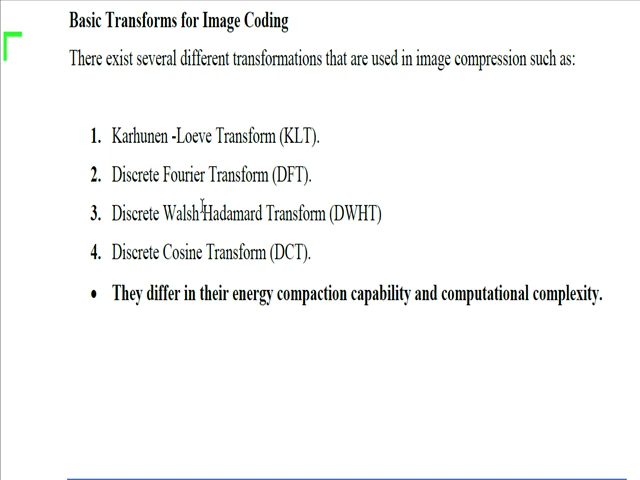 Basic Transforms for Image Coding
There exist several different transformations that are used in image compression such as:
1. Karhunen -Loeve Transform (KLT).
2. Discrete Fourier Transform (DFT).
3. Discrete Walsh Hadamard Transform (DWHT)
4. Discrete Cosine Transform (DCT).
• They differ in their energy compaction capability and computational complexity.